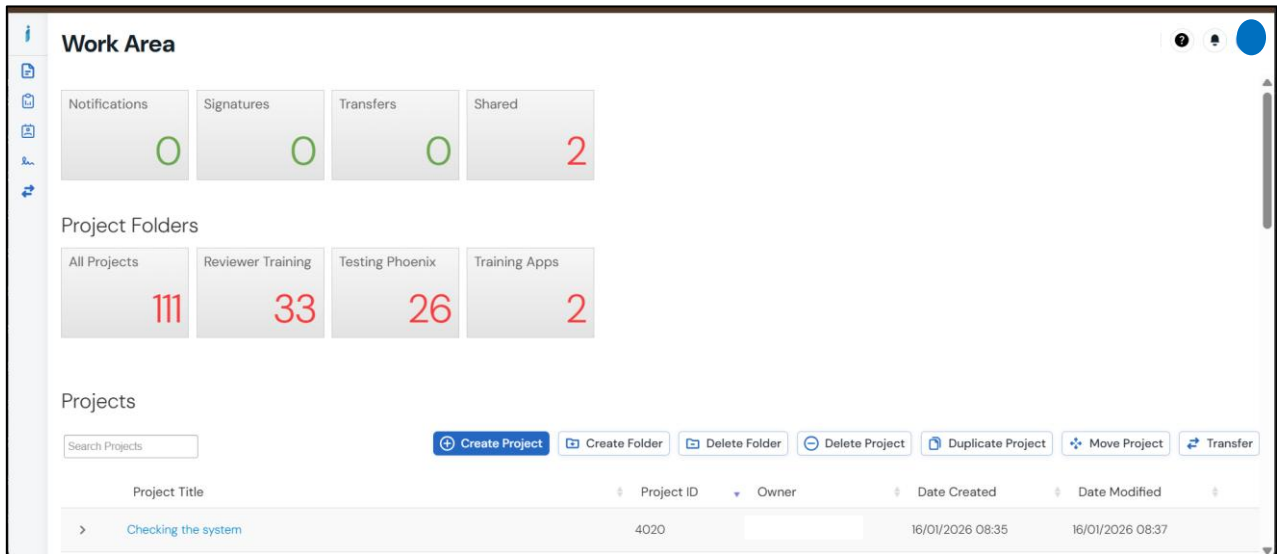 Work Area
Notifications Signatures Transfers Shared
0 0 0 2
Project Folders
All Projects Reviewer Training Testing Phoenix Training Apps
111 33 26 2
Projects
Search Projects Create Project Create Folder Delete Folder Delete Project Duplicate Project Move Project Transfer
Project Title Project ID Owner Date Created Date Modified
Checking the system 4020 16/01/2026 08:35 16/01/2026 08:37